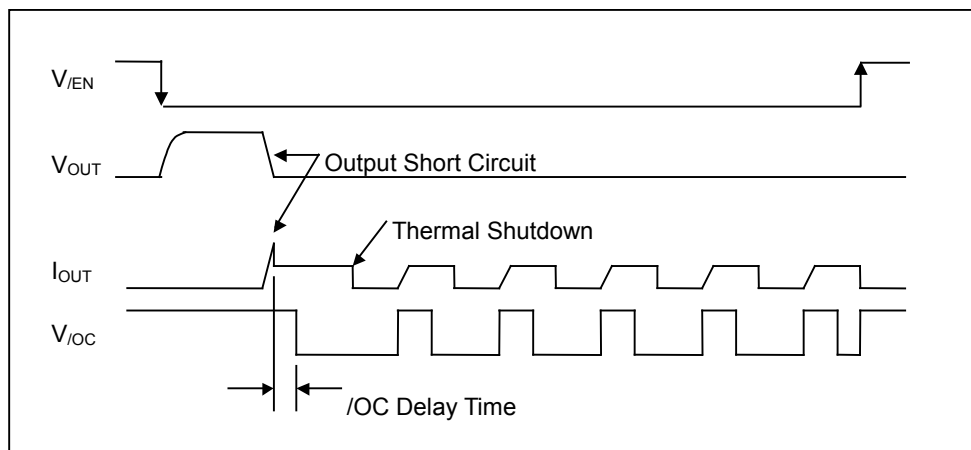 V/EN
VOUT
Output Short Circuit
Thermal Shutdown
IOUT
V/OC
/OC Delay Time